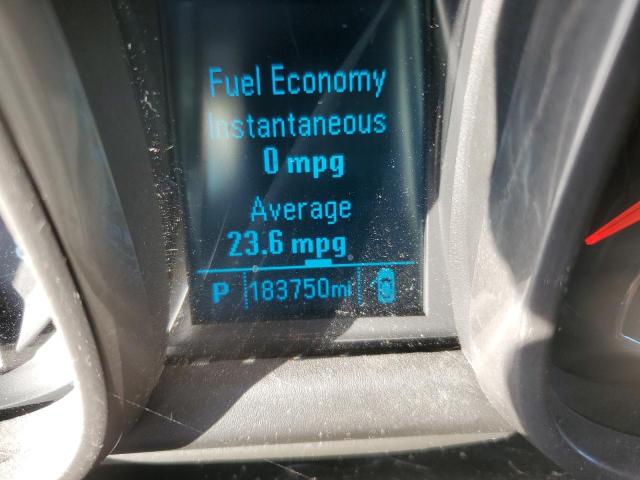 Fuel Economy
Instantaneous
0 mpg
Average
23.6 mpg
P 183750mi